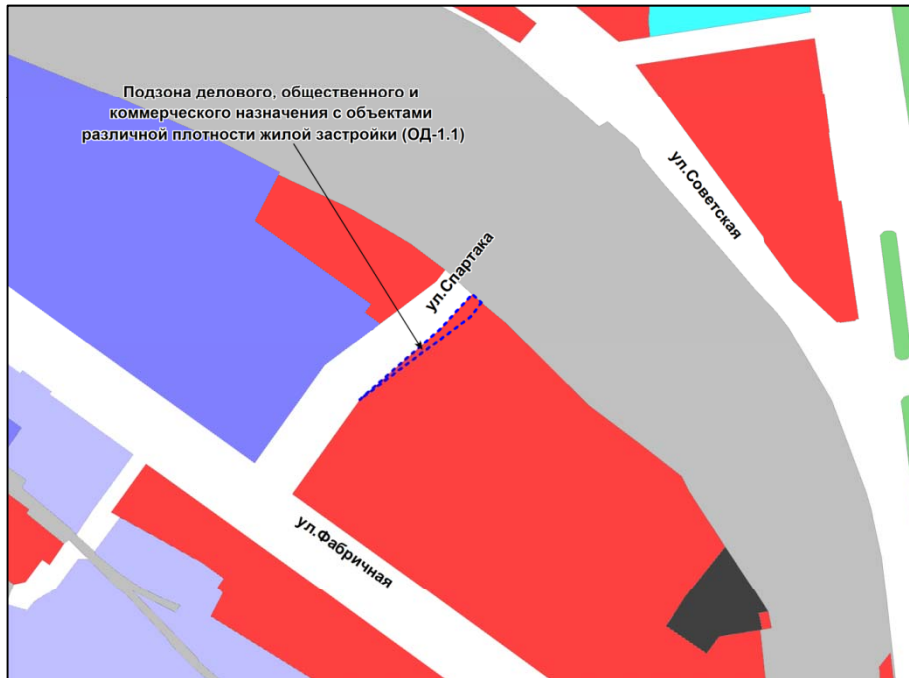 Подзона делового, общественного и
коммерческого назначения с объектами
различной плотности жилой застройки (ОД-1.1)
ул.Советская
ул.Спартака
ул.Фабричная